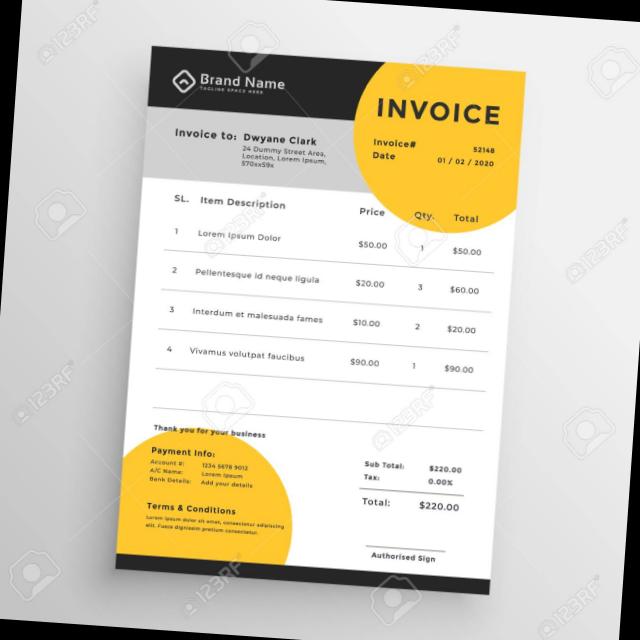 Brand Name
TAGLINE SPACE HERE
INVOICE
Invoice to: Dwyane Clark
24 Dummy Street Area,
Location, Lorem Ipsum,
570xx59x
Invoice# 52148
Date 01 / 02 / 2020
SL. Item Description Price Qty. Total
1 Lorem Ipsum Dolor $50.00 1 $50.00
2 Pellentesque id neque ligula $20.00 3 $60.00
3 Interdum et malesuada fames $10.00 2 $20.00
4 Vivamus volutpat faucibus $90.00 1 $90.00
Thank you for your business
Payment Info:
Account #: 1234 5678 9012
A/C Name: Lorem Ipsum
Bank Details: Add your details
Sub Total: $220.00
Tax: 0.00%
Total: $220.00
Terms & Conditions
Lorem ipsum dolor sit amet, consectetur adipiscing
elit. Fusce dignissim pretium consectetur.
Authorised Sign
123RF
123RF
123RF
123RF
123RF
123RF
123RF
123RF
123RF